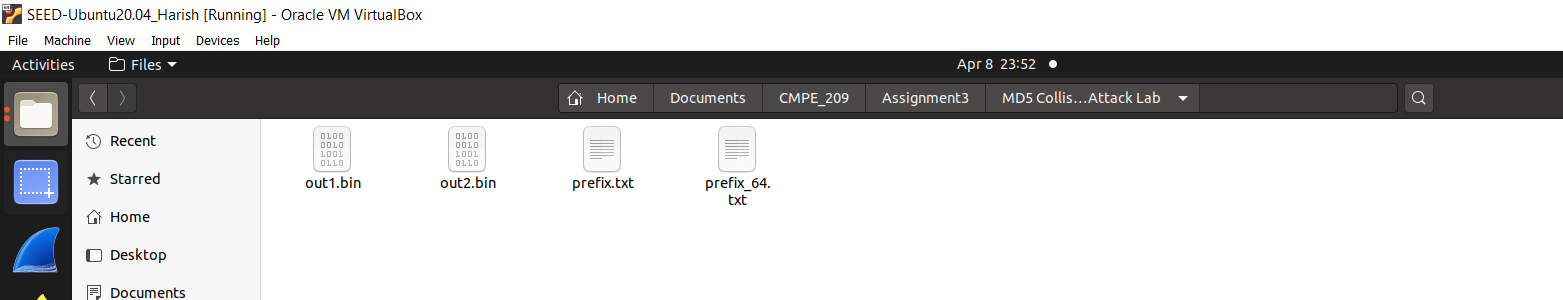 SEED-Ubuntu20.04_Harish [Running] - Oracle VM VirtualBox
File Machine View Input Devices Help
Activities Files Apr 8 23:52
Home Documents CMPE_209 Assignment3 MD5 Collis…Attack Lab
Recent
Starred
Home
Desktop
Documents
0100
0010
1001
0110
out1.bin
0100
0010
1001
0110
out2.bin
prefix.txt
prefix_64.
txt